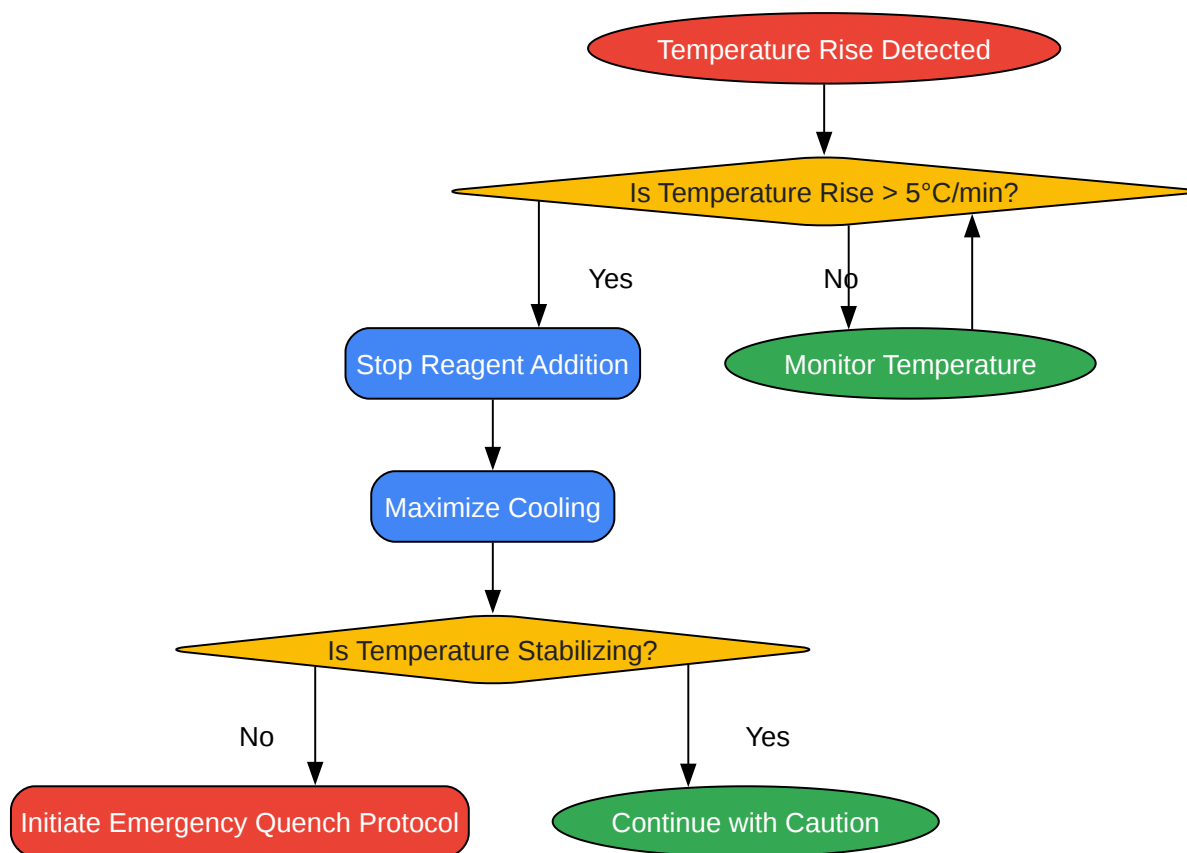 Temperature Rise Detected
Is Temperature Rise > 5°C/min?
Yes
No
Stop Reagent Addition
Monitor Temperature
Maximize Cooling
Is Temperature Stabilizing?
No
Yes
Initiate Emergency Quench Protocol
Continue with Caution